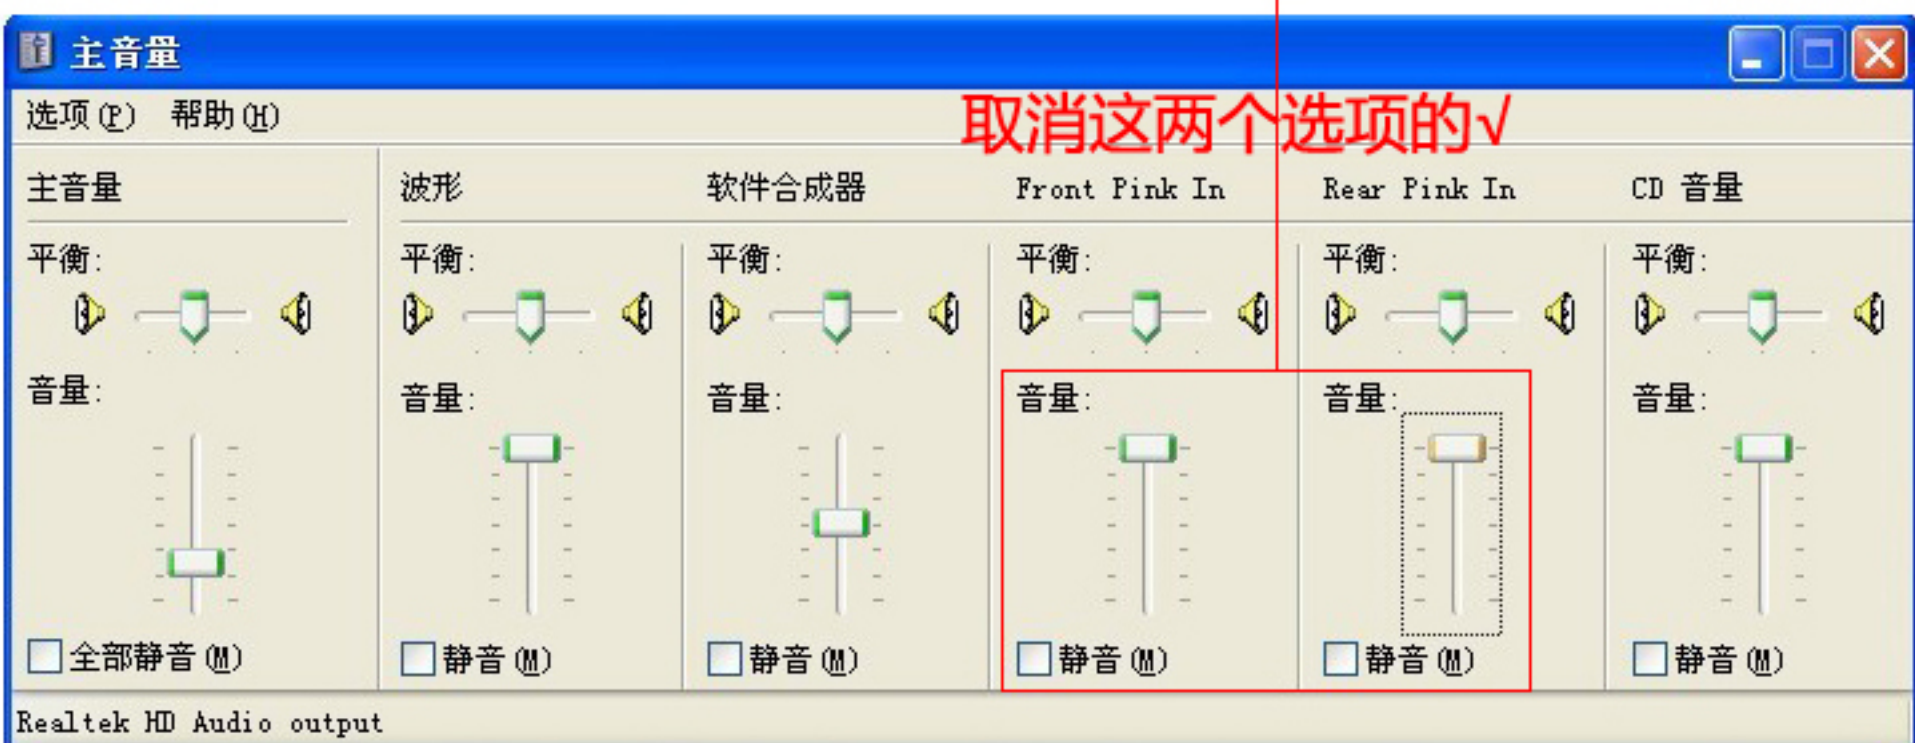 主音量
选项(P) 帮助(H)
取消这两个选项的√
主音量 波形 软件合成器 Front Pink In Rear Pink In CD 音量
平衡: 平衡: 平衡: 平衡: 平衡: 平衡:
音量: 音量: 音量: 音量: 音量: 音量:
全部静音(M) 静音(M) 静音(M) 静音(M) 静音(M) 静音(M)
Realtek HD Audio output